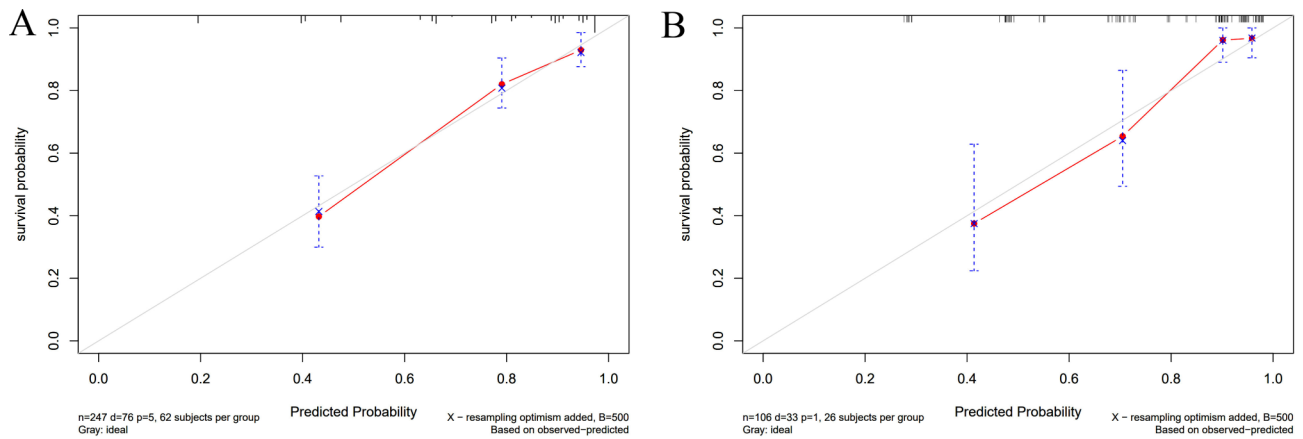 A
survival probability
1.0
0.8
0.6
0.4
0.2
0.0
0.0
0.2
0.4
0.6
0.8
1.0
n=247 d=76 p=5, 62 subjects per group
Gray: ideal
Predicted Probability
X − resampling optimism added, B=500
Based on observed−predicted
B
survival probability
1.0
0.8
0.6
0.4
0.2
0.0
0.0
0.2
0.4
0.6
0.8
1.0
n=106 d=33 p=1, 26 subjects per group
Gray: ideal
Predicted Probability
X − resampling optimism added, B=500
Based on observed−predicted